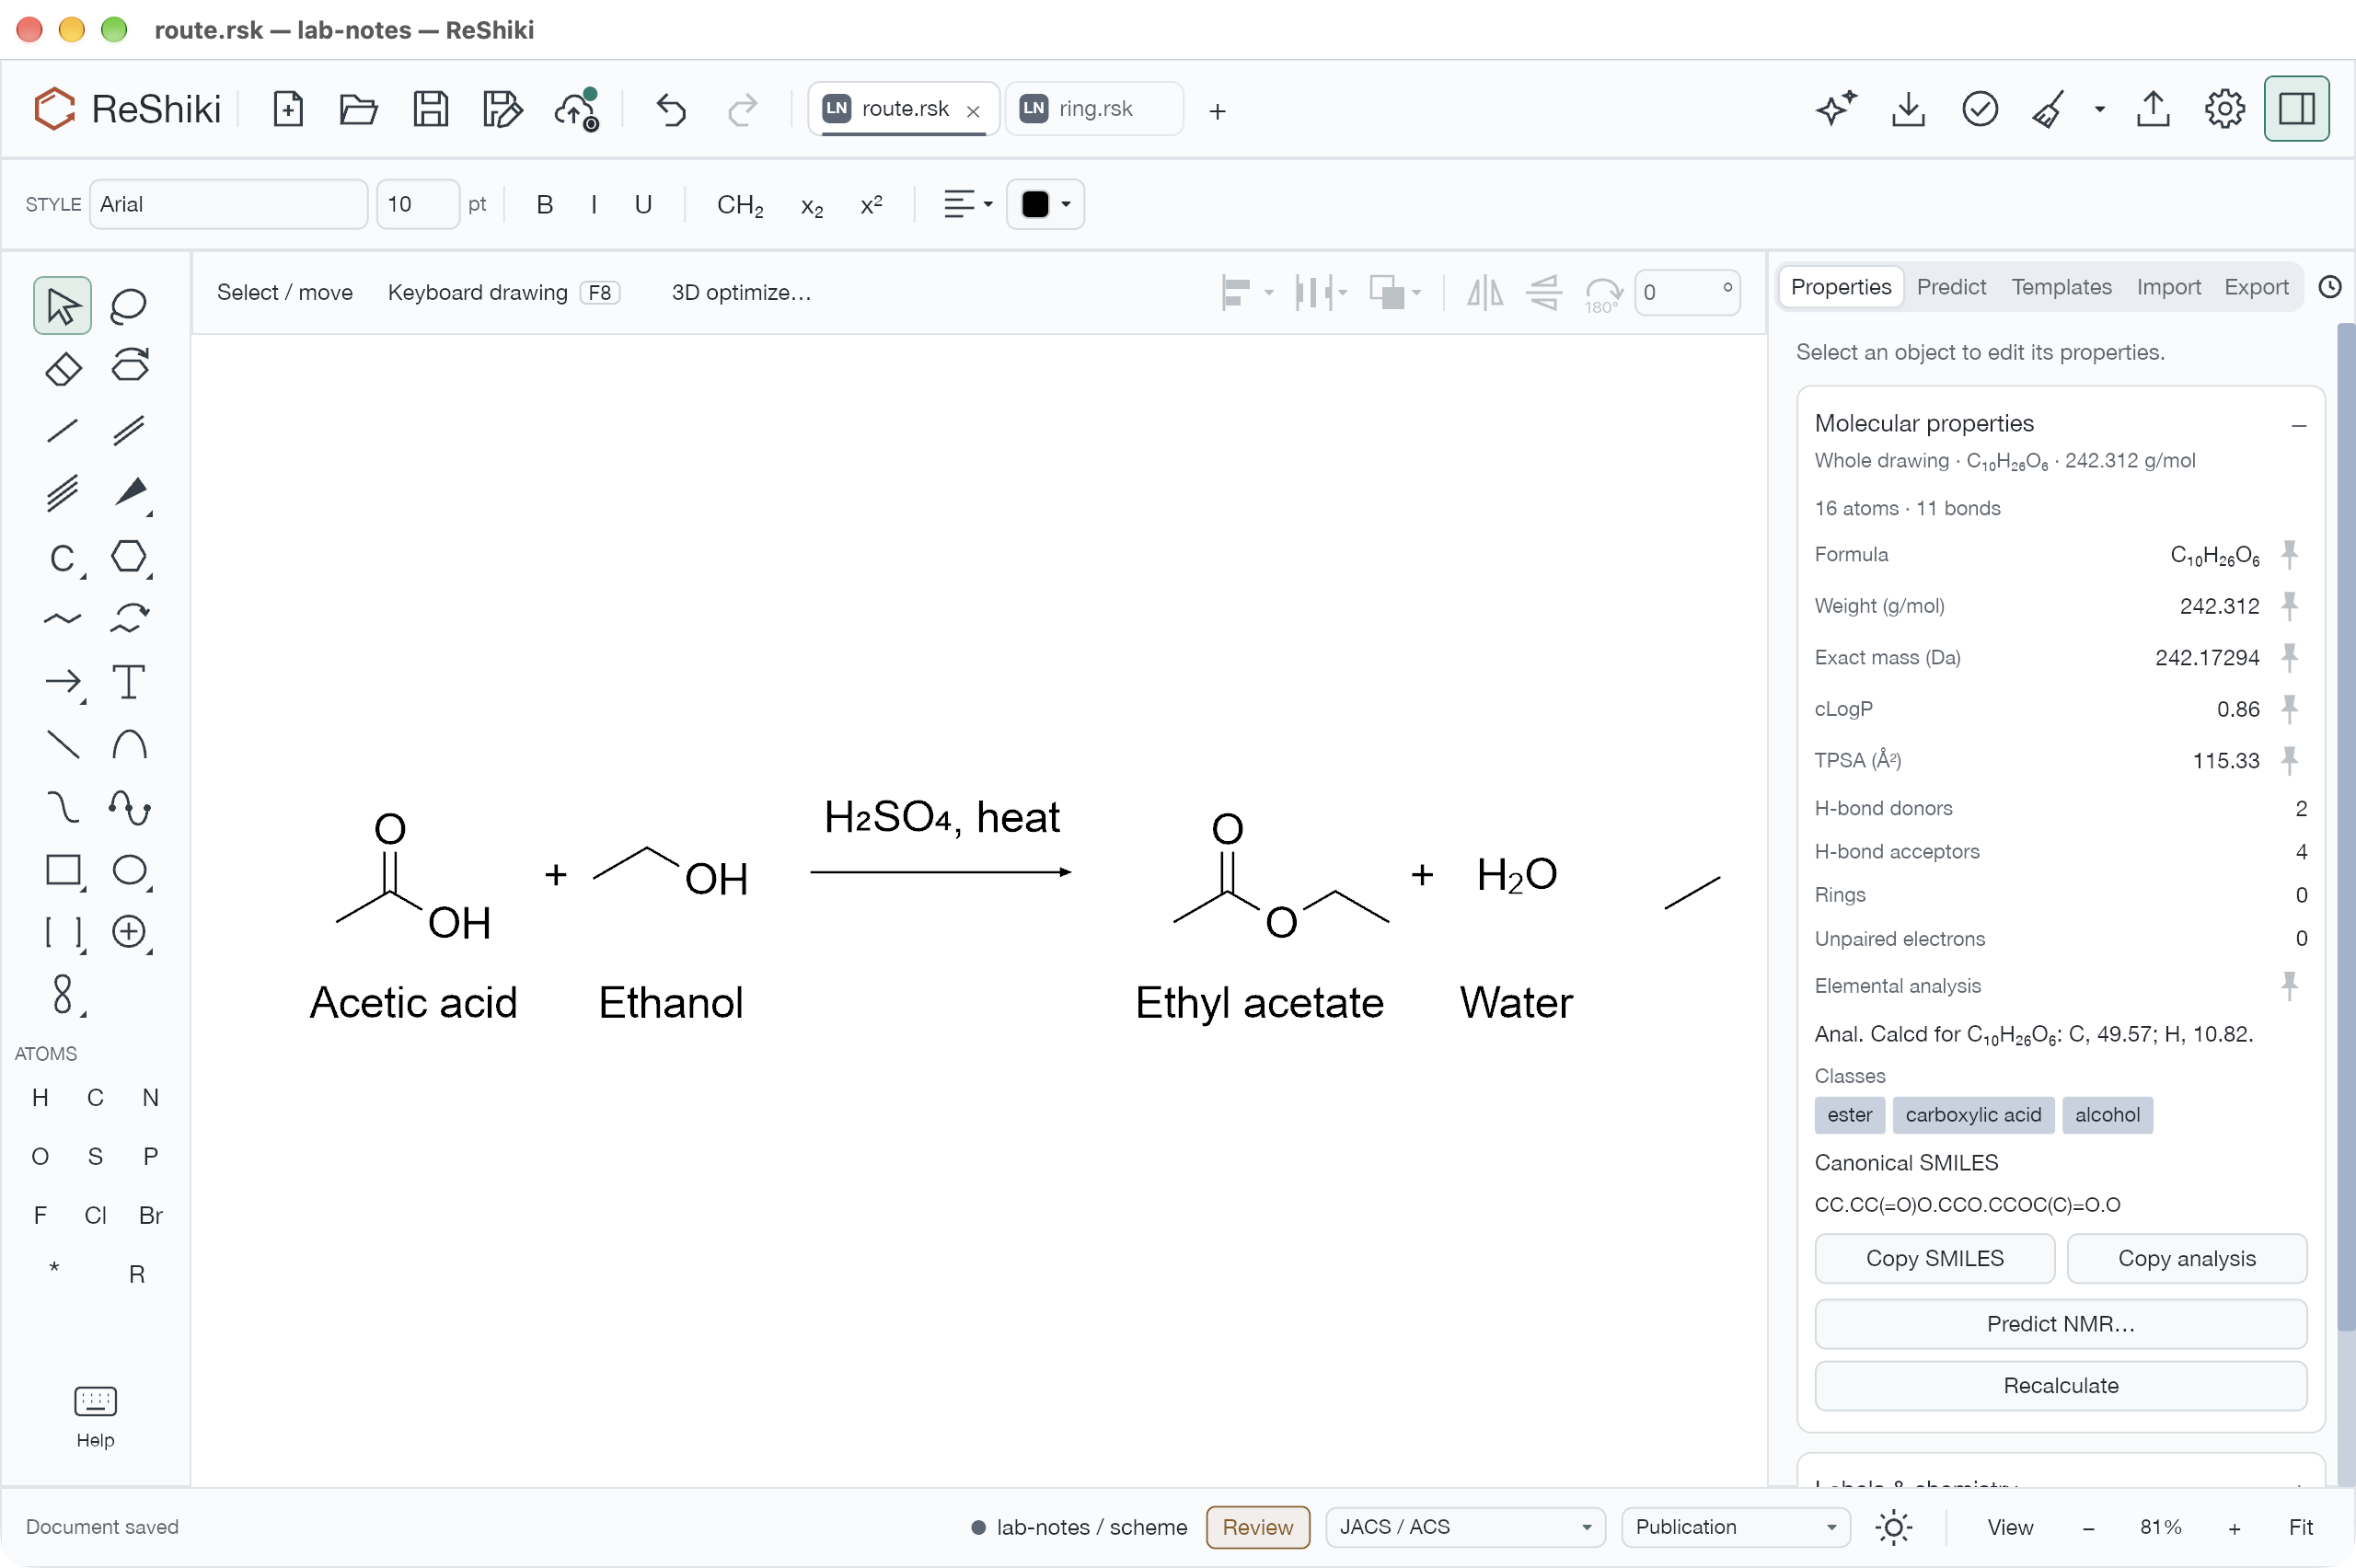 route.rsk — lab-notes — ReShiki
ReShiki
LN route.rsk ×
LN ring.rsk
+
STYLE Arial 10 pt B I U CH₂ x₂ x²
Select / move Keyboard drawing F8 3D optimize...
180° 0 °
Properties Predict Templates Import Export
Select an object to edit its properties.
Molecular properties –
Whole drawing · C₁₀H₂₆O₆ · 242.312 g/mol
16 atoms · 11 bonds
Formula C₁₀H₂₆O₆
Weight (g/mol) 242.312
Exact mass (Da) 242.17294
cLogP 0.86
TPSA (Å²) 115.33
H-bond donors 2
H-bond acceptors 4
Rings 0
Unpaired electrons 0
Elemental analysis
Anal. Calcd for C₁₀H₂₆O₆: C, 49.57; H, 10.82.
Classes
ester carboxylic acid alcohol
Canonical SMILES
CC.CC(=O)O.CCO.CCOC(C)=O.O
Copy SMILES Copy analysis
Predict NMR...
Recalculate
C
T
[ ]
ATOMS
H C N
O S P
F Cl Br
* R
Help
H₂SO₄, heat
O O
+ OH + H₂O
OH O
Acetic acid Ethanol Ethyl acetate Water
Document saved
lab-notes / scheme Review JACS / ACS Publication View – 81% + Fit